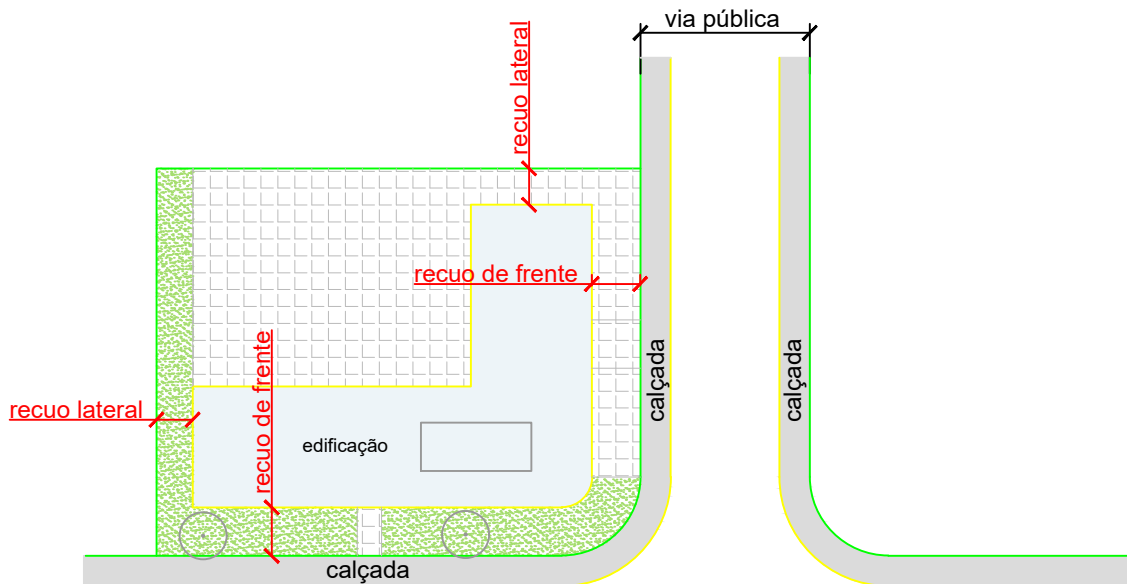 via pública
recuo lateral
recuo de frente
calçada
calçada
recuo de frente
recuo lateral
edificação
calçada